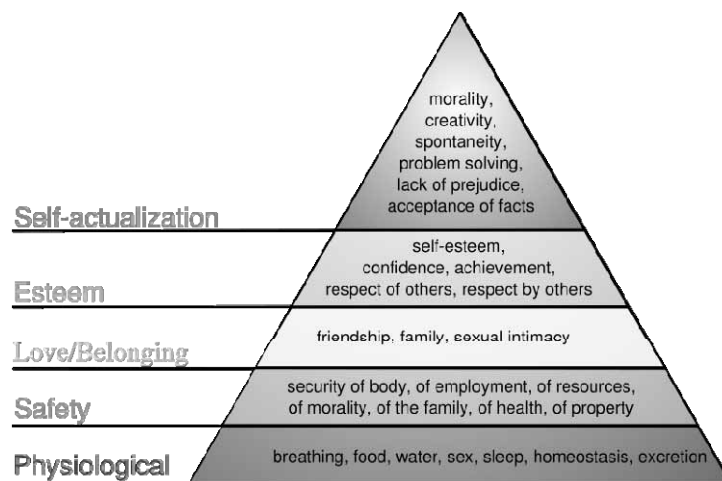 morality,
creativity,
spontaneity,
problem solving,
lack of prejudice,
acceptance of facts
Self-actualization
self-esteem,
confidence, achievement,
respect of others, respect by others
Esteem
friendship, family, sexual intimacy
Love/Belonging
security of body, of employment, of resources,
of morality, of the family, of health, of property
Safety
breathing, food, water, sex, sleep, homeostasis, excretion
Physiological